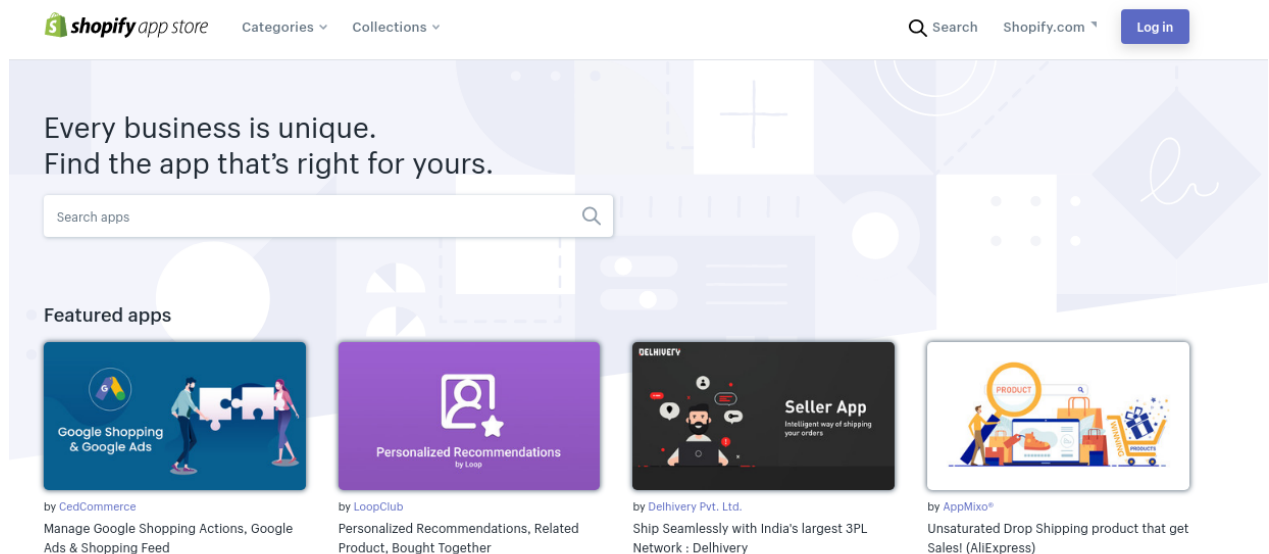 shopify app store
Categories
Collections
Search
Shopify.com
Log in
Every business is unique.
Find the app that’s right for yours.
Search apps
Featured apps
G
Google Shopping
& Google Ads
Personalized Recommendations
by Loop
DELHIVERY
Seller App
Intelligent way of shipping
your orders
PRODUCT
WINNING
by CedCommerce
Manage Google Shopping Actions, Google
Ads & Shopping Feed
by LoopClub
Personalized Recommendations, Related
Product, Bought Together
by Delhivery Pvt. Ltd.
Ship Seamlessly with India's largest 3PL
Network : Delhivery
by AppMixo®
Unsaturated Drop Shipping product that get
Sales! (AliExpress)